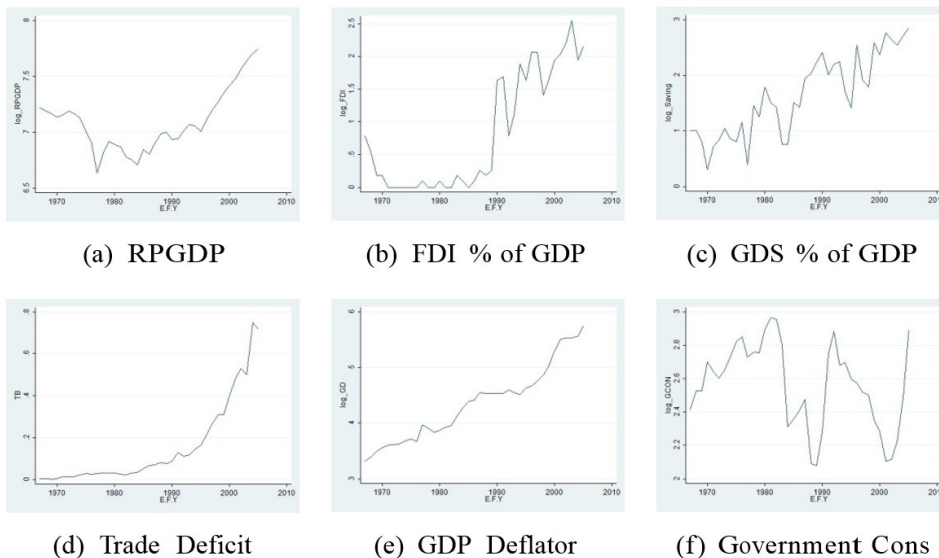 log_RPGDP
8
7.5
7
6.5
1970 1980 1990 2000 2010
E.F.Y
(a) RPGDP
log_FDI
2.5
2
1.5
1
.5
0
1970 1980 1990 2000 2010
E.F.Y
(b) FDI % of GDP
log_Saving
3
2
1
0
1970 1980 1990 2000 2010
E.F.Y
(c) GDS % of GDP
TB
.8
.6
.4
.2
0
1970 1980 1990 2000 2010
E.F.Y
(d) Trade Deficit
log_GD
6
5
4
3
1970 1980 1990 2000 2010
E.F.Y
(e) GDP Deflator
log_GCON
3
2.8
2.6
2.4
2.2
2
1970 1980 1990 2000 2010
E.F.Y
(f) Government Cons